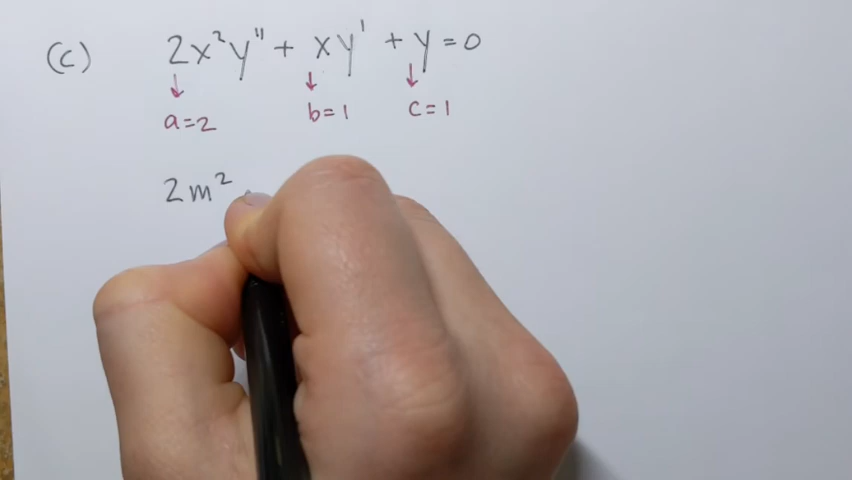 (c) 2x²y" + xy' + y = 0
a=2 b=1 c=1
2m²